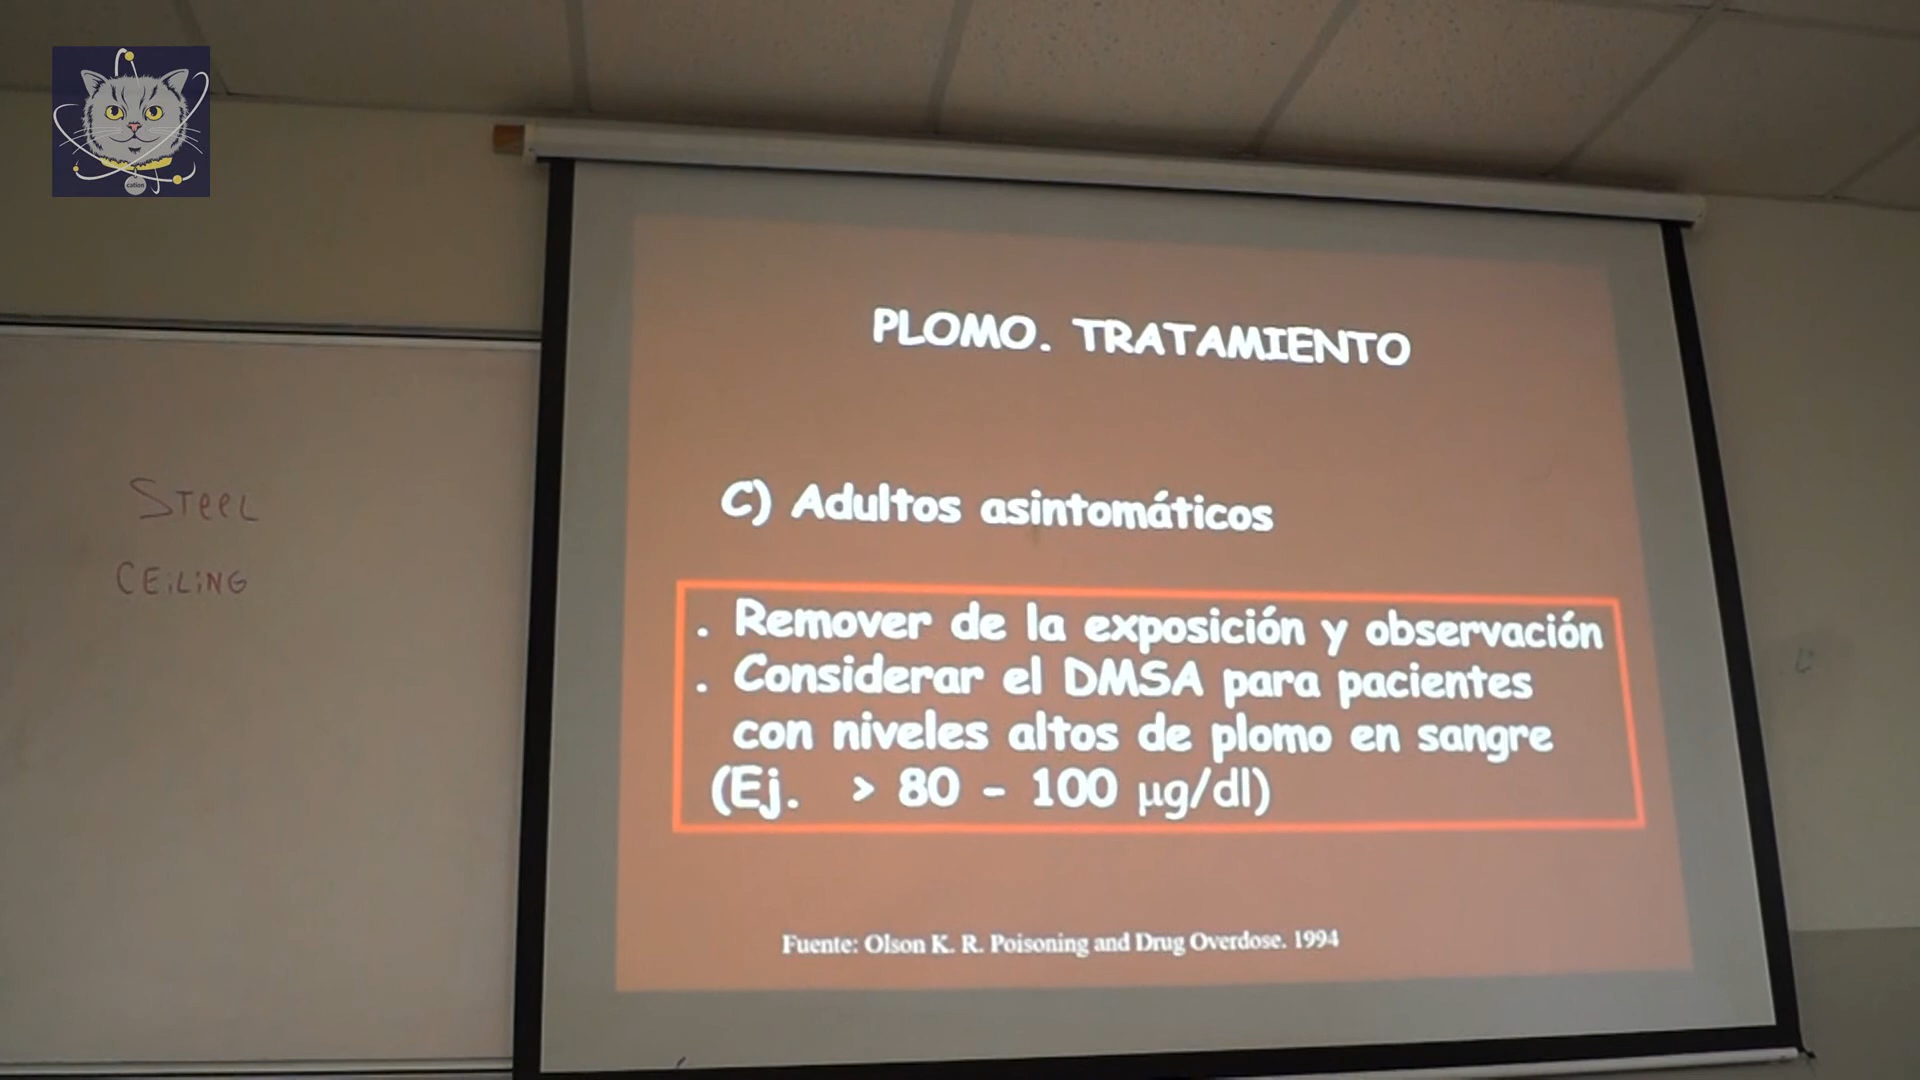 cation
STeeL
CEiLiNG
PLOMO. TRATAMIENTO
C) Adultos asintomáticos
. Remover de la exposición y observación
. Considerar el DMSA para pacientes
con niveles altos de plomo en sangre
(Ej. > 80 - 100 µg/dl)
Fuente: Olson K. R. Poisoning and Drug Overdose. 1994